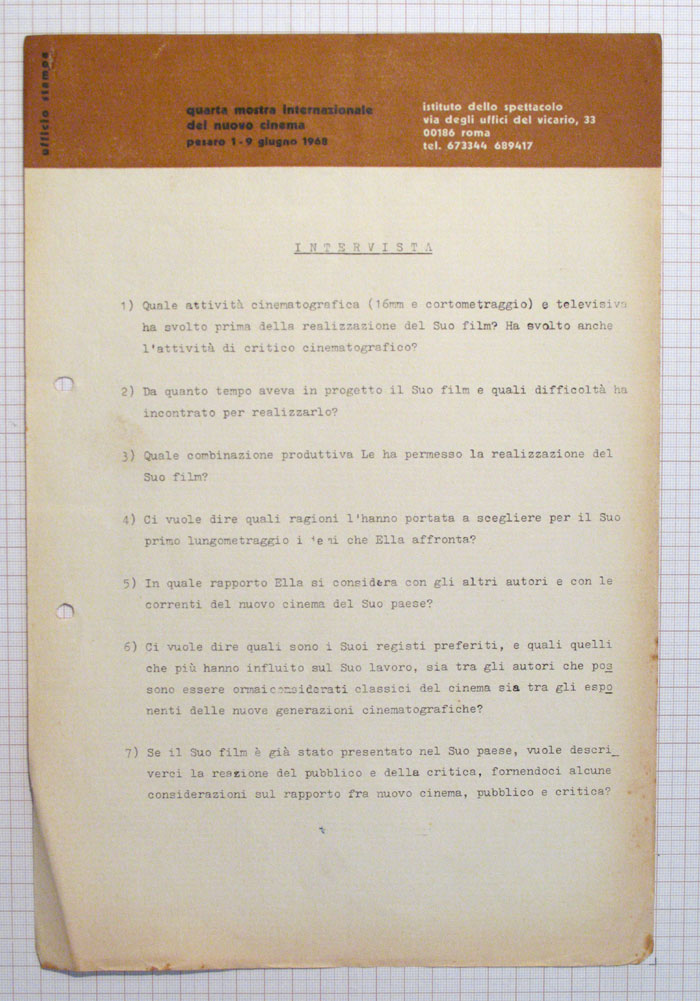 ufficio stampa
quarta mostra internazionale
del nuovo cinema
pesaro 1-9 giugno 1968
istituto dello spettacolo
via degli uffici del vicario, 33
00186 roma
tel. 673344 689417
INTERVISTA
1) Quale attività cinematografica (16mm e cortometraggio) e televisiva
ha svolto prima della realizzazione del Suo film? Ha svolto anche
l'attività di critico cinematografico?
2) Da quanto tempo aveva in progetto il Suo film e quali difficoltà ha
incontrato per realizzarlo?
3) Quale combinazione produttiva Le ha permesso la realizzazione del
Suo film?
4) Ci vuole dire quali ragioni l'hanno portata a scegliere per il Suo
primo lungometraggio i temi che Ella affronta?
5) In quale rapporto Ella si considera con gli altri autori e con le
correnti del nuovo cinema del Suo paese?
6) Ci vuole dire quali sono i Suoi registi preferiti, e quali quelli
che più hanno influito sul Suo lavoro, sia tra gli autori che pos
sono essere ormai considerati classici del cinema sia tra gli espo
nenti delle nuove generazioni cinematografiche?
7) Se il Suo film è già stato presentato nel Suo paese, vuole descri_
verci la reazione del pubblico e della critica, fornendoci alcune
considerazioni sul rapporto fra nuovo cinema, pubblico e critica?